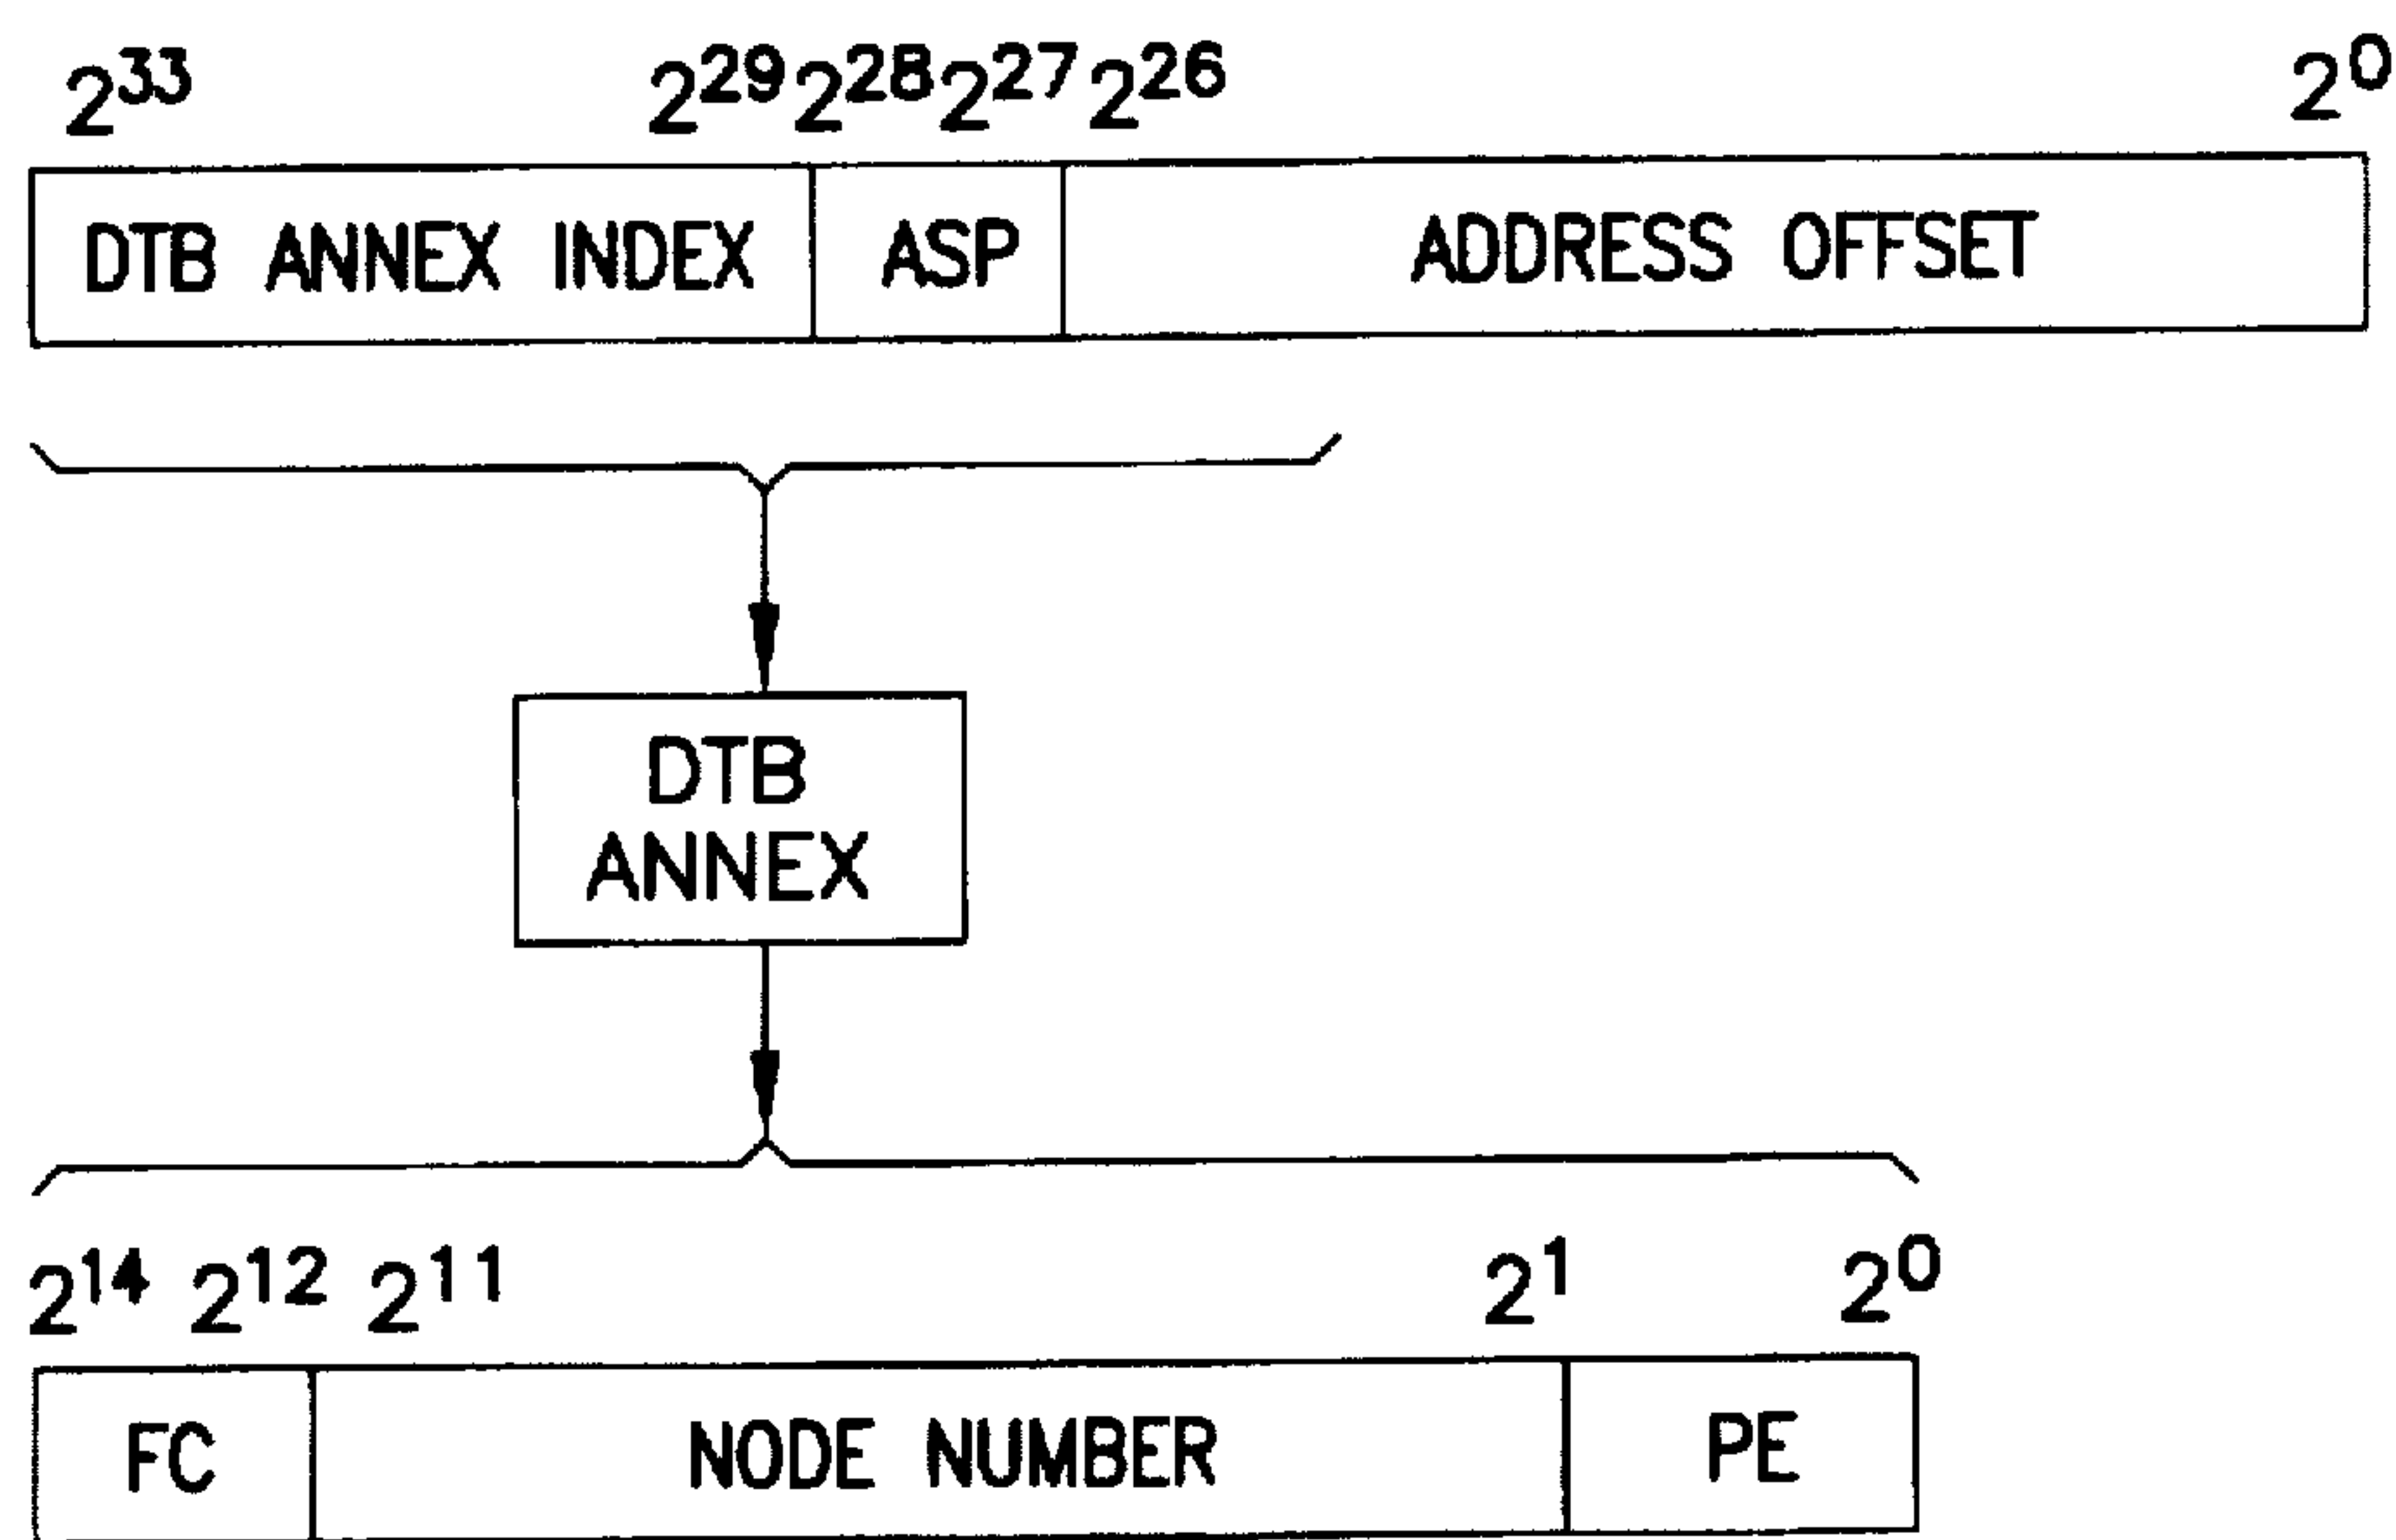 2^33 2^29 2^28 2^27 2^26 2^0
DTB ANNEX INDEX ASP ADDRESS OFFSET
DTB
ANNEX
2^14 2^12 2^11 2^1 2^0
FC NODE NUMBER PE